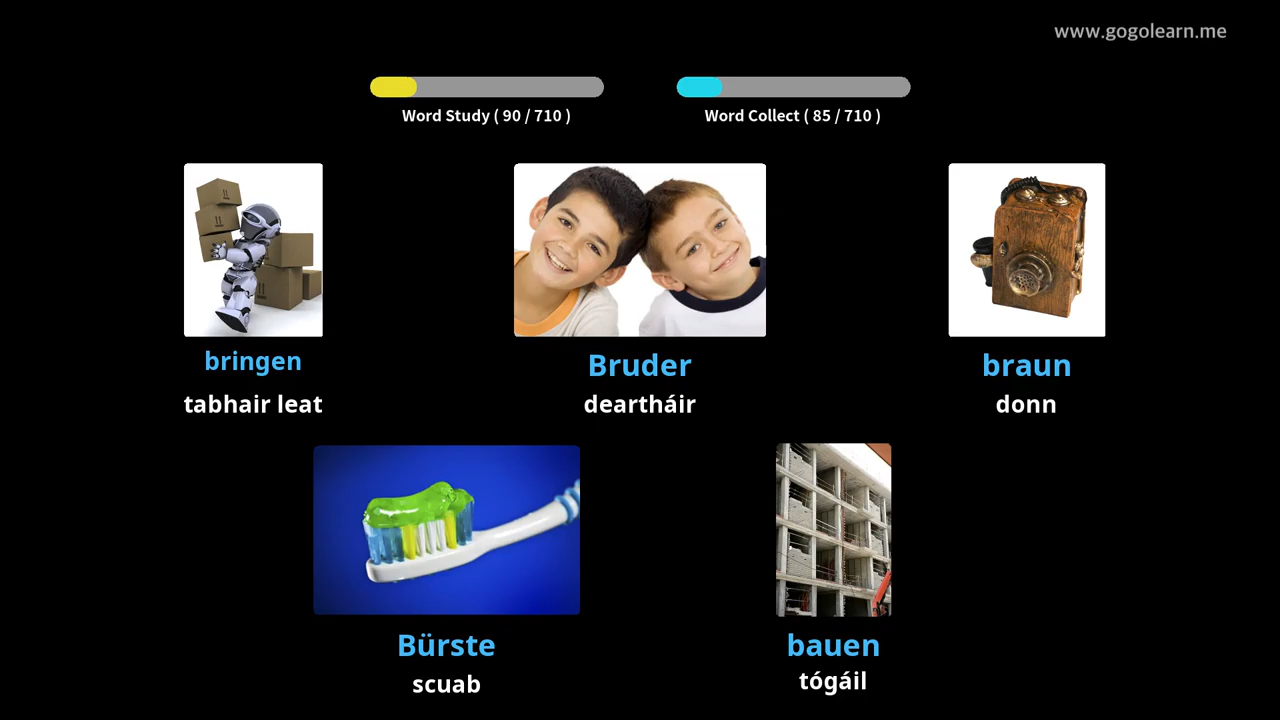 www.gogolearn.me
Word Study ( 90 / 710 )
Word Collect ( 85 / 710 )
bringen
tabhair leat
Bruder
deartháir
braun
donn
Bürste
scuab
bauen
tógáil